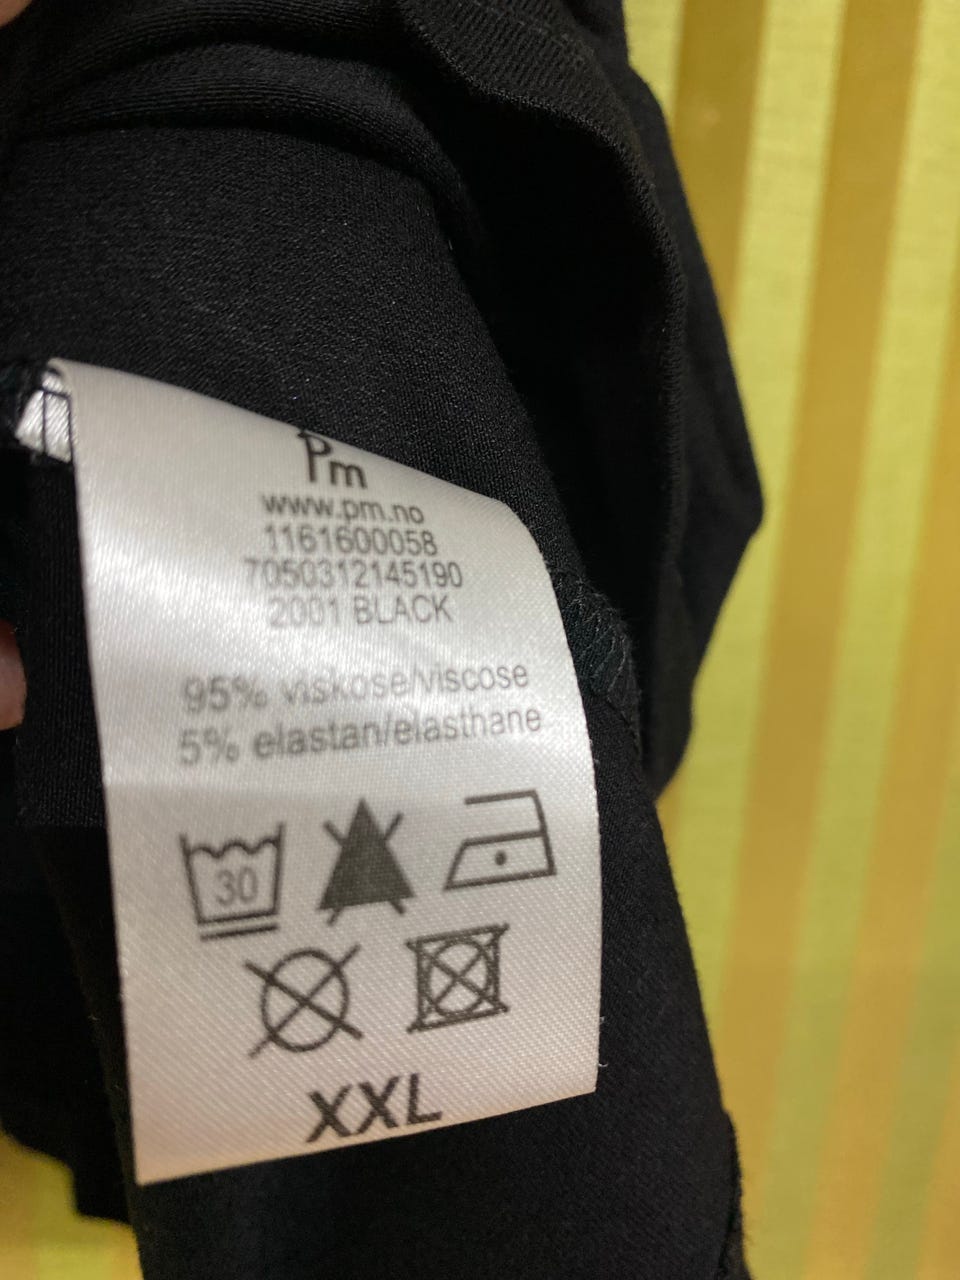 Pm
www.pm.no
1161600058
7050312145190
2001 BLACK
95% viskose/viscose
5% elastan/elasthane
30
XXL